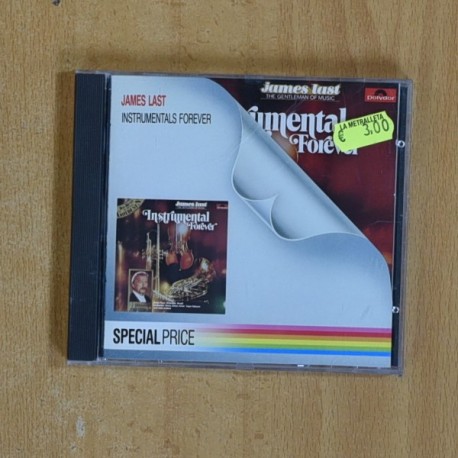 JAMES LAST
INSTRUMENTALS FOREVER
James last
...THE GENTLEMAN OF MUSIC
Polydor
umental
Forever
LA METRALLETA
€ 3,00
James last
Instrumental
Forever
SPECIAL PRICE